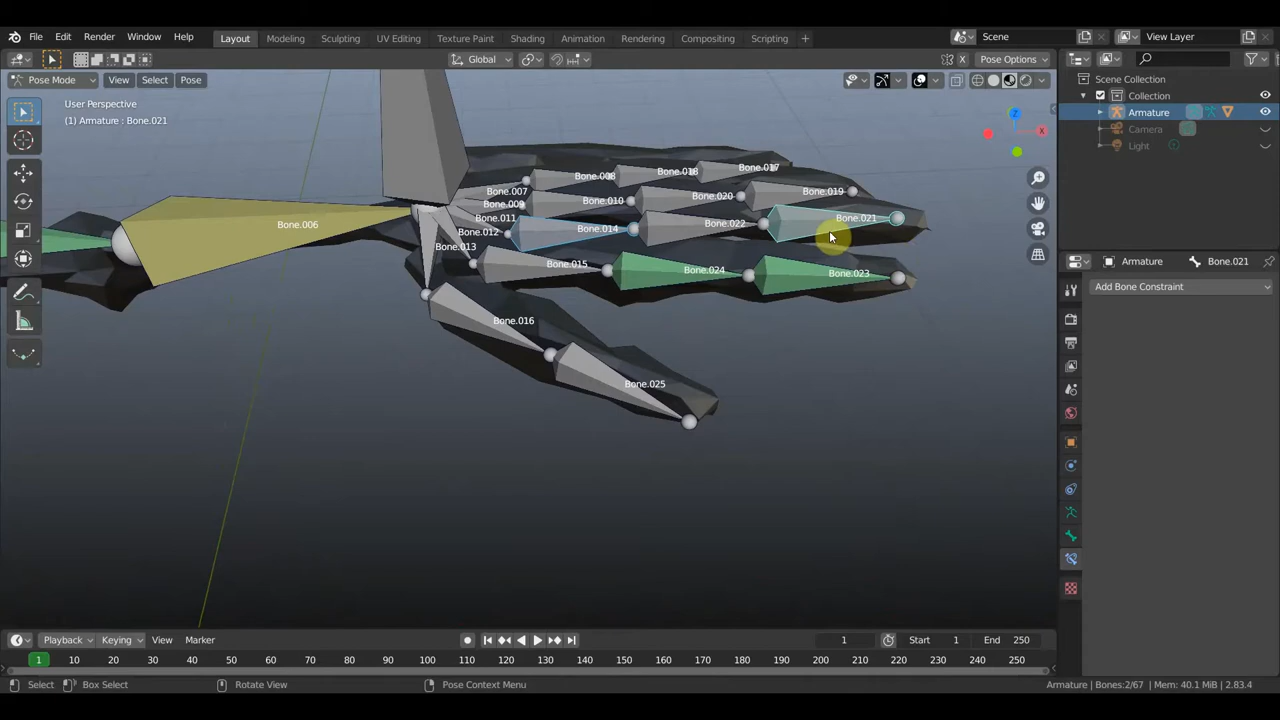 File Edit Render Window Help Layout Modeling Sculpting UV Editing Texture Paint Shading Animation Rendering Compositing Scripting + Scene View Layer
Global X Pose Options
Pose Mode View Select Pose
Scene Collection
Collection
Armature
Camera
Light
User Perspective
(1) Armature : Bone.021
X
Z
Bone.017
Bone.018
Bone.008
Bone.007
Bone.019
Bone.020
Bone.010
Bone.009
Bone.021
Bone.022
Bone.014
Bone.011
Bone.012
Bone.013
Bone.006
Bone.015
Bone.024
Bone.023
Bone.016
Bone.025
Armature Bone.021
Add Bone Constraint
Playback Keying View Marker 1 Start 1 End 250
1 10 20 30 40 50 60 70 80 90 100 110 120 130 140 150 160 170 180 190 200 210 220 230 240 250
Select Box Select Rotate View Pose Context Menu Armature | Bones:2/67 | Mem: 40.1 MiB | 2.83.4